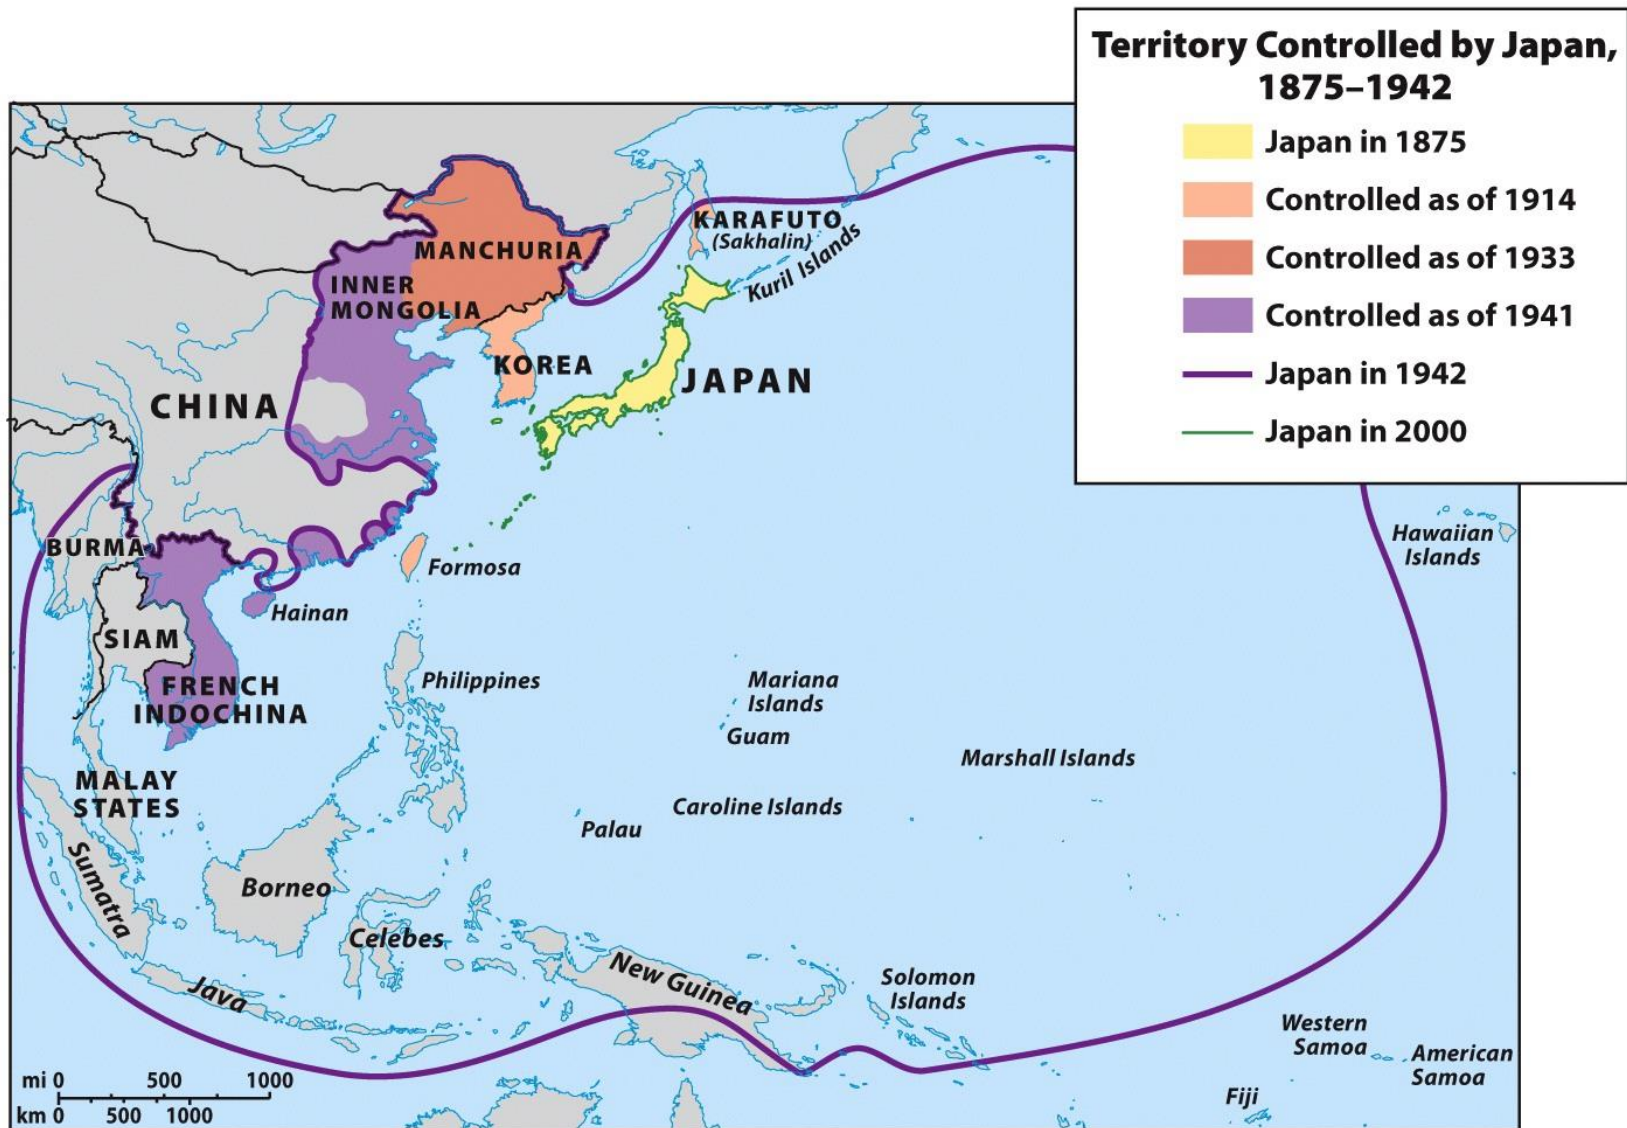 Territory Controlled by Japan,
1875–1942
Japan in 1875
Controlled as of 1914
Controlled as of 1933
Controlled as of 1941
Japan in 1942
Japan in 2000
KARAFUTO
(Sakhalin)
Kuril Islands
MANCHURIA
INNER
MONGOLIA
KOREA
JAPAN
CHINA
Hawaiian
Islands
BURMA
Formosa
Hainan
SIAM
Philippines
Mariana
Islands
FRENCH
INDOCHINA
Guam
Marshall Islands
MALAY
STATES
Caroline Islands
Palau
Sumatra
Borneo
Celebes
New Guinea
Solomon
Islands
Java
Western
Samoa
American
Samoa
Fiji
mi 0 500 1000
km 0 500 1000